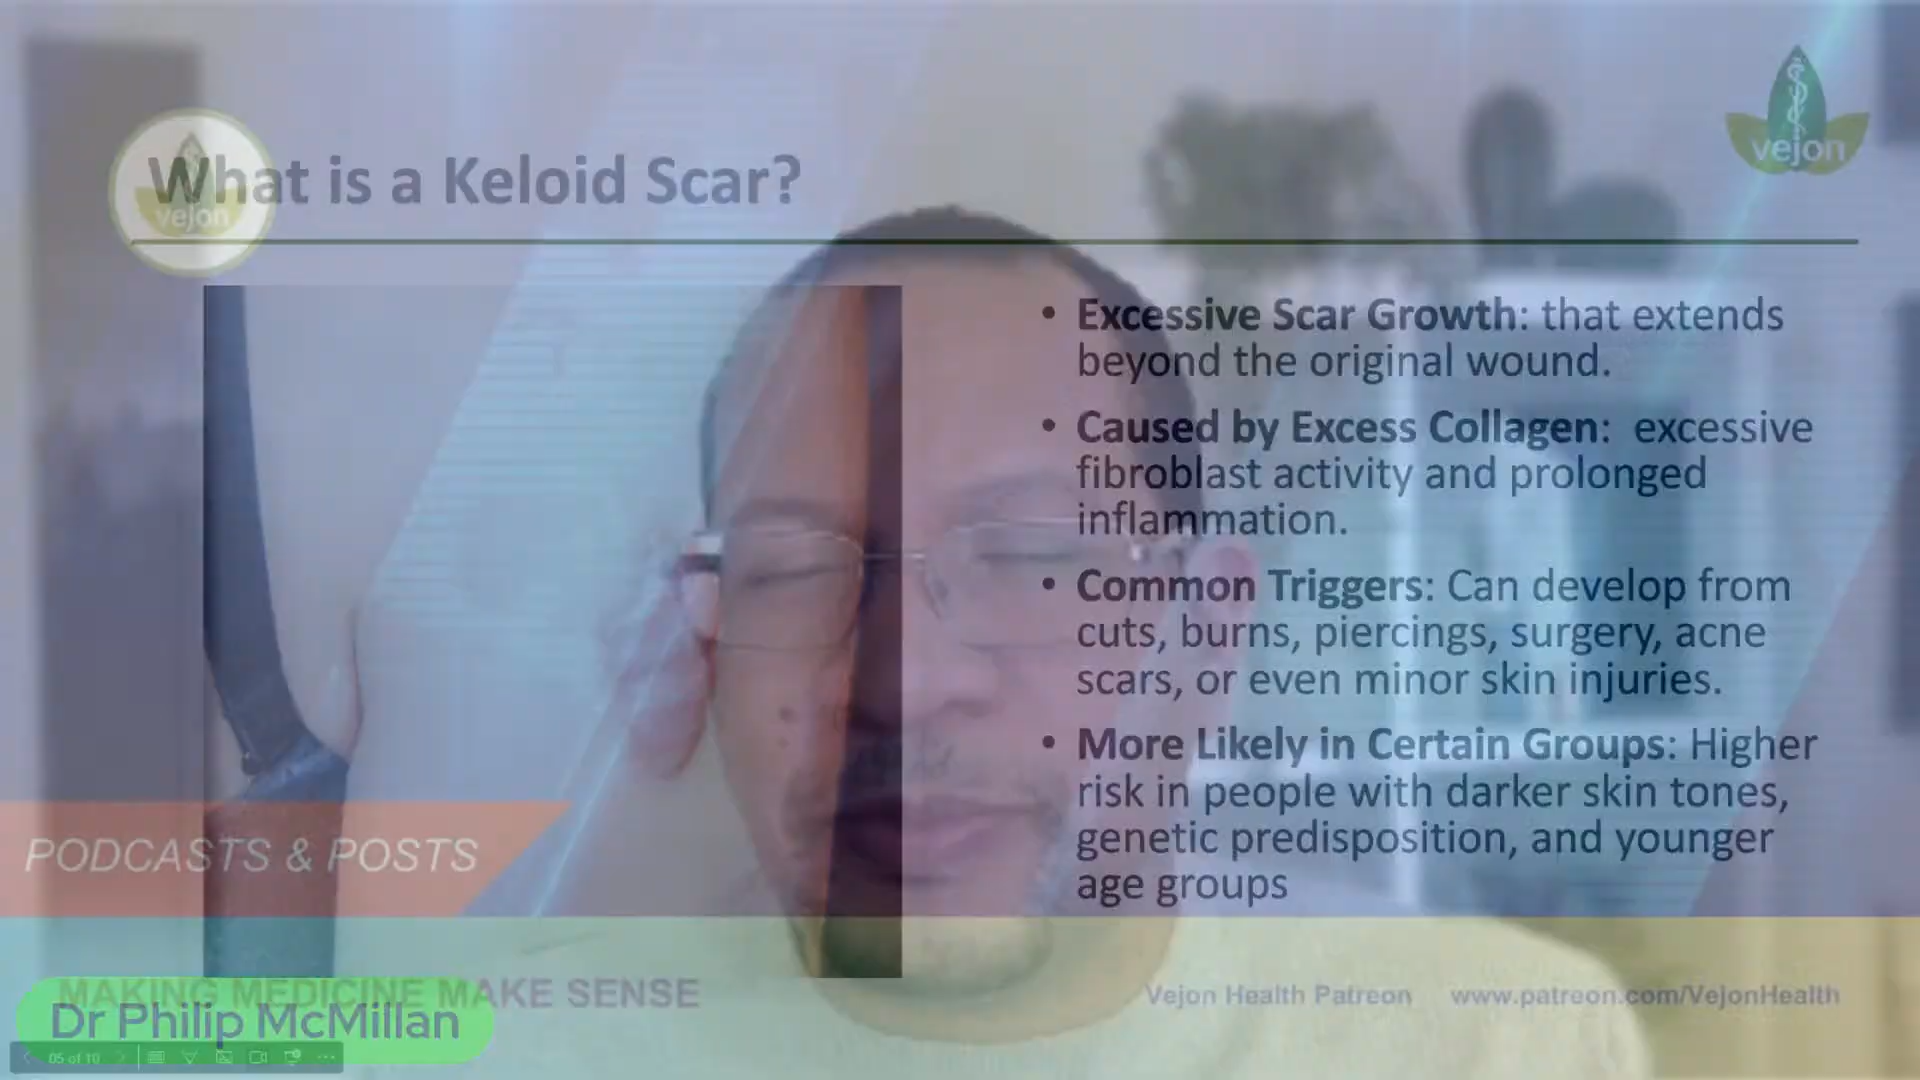 What is a Keloid Scar?
vejon
vejon
• Excessive Scar Growth: that extends
beyond the original wound.
• Caused by Excess Collagen: excessive
fibroblast activity and prolonged
inflammation.
• Common Triggers: Can develop from
cuts, burns, piercings, surgery, acne
scars, or even minor skin injuries.
• More Likely in Certain Groups: Higher
risk in people with darker skin tones,
genetic predisposition, and younger
age groups
PODCASTS & POSTS
MAKING MEDICINE MAKE SENSE
Vejon Health Patreon www.patreon.com/VejonHealth
Dr Philip McMillan
05 of 10